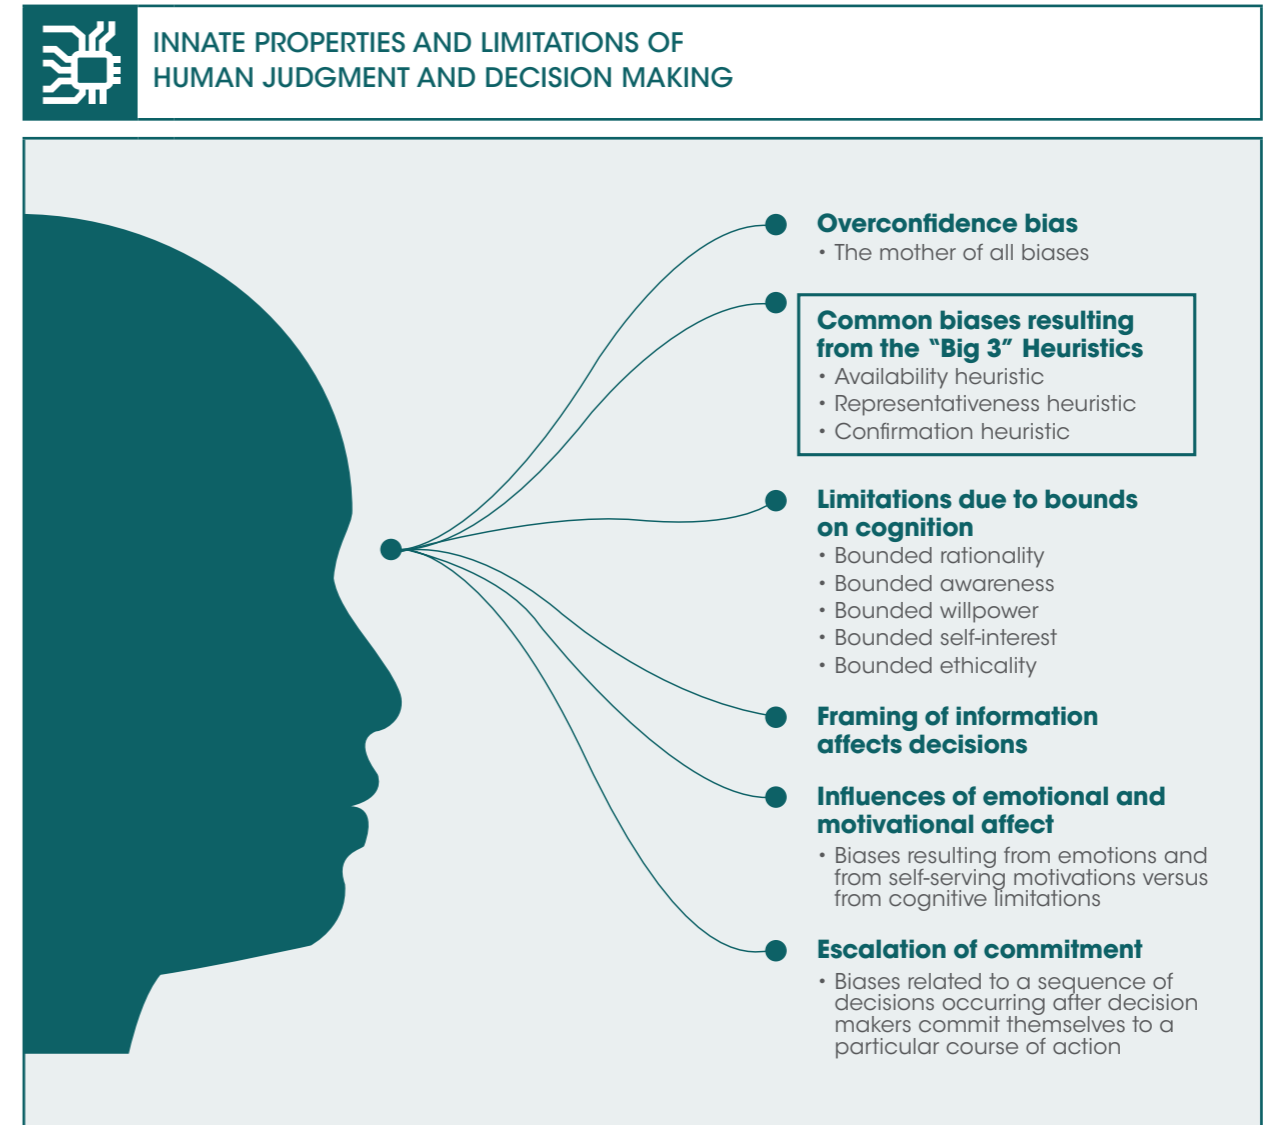 INNATE PROPERTIES AND LIMITATIONS OF
HUMAN JUDGMENT AND DECISION MAKING
Overconfidence bias
• The mother of all biases
Common biases resulting
from the “Big 3” Heuristics
• Availability heuristic
• Representativeness heuristic
• Confirmation heuristic
Limitations due to bounds
on cognition
• Bounded rationality
• Bounded awareness
• Bounded willpower
• Bounded self-interest
• Bounded ethicality
Framing of information
affects decisions
Influences of emotional and
motivational affect
• Biases resulting from emotions and
from self-serving motivations versus
from cognitive limitations
Escalation of commitment
• Biases related to a sequence of
decisions occurring after decision
makers commit themselves to a
particular course of action